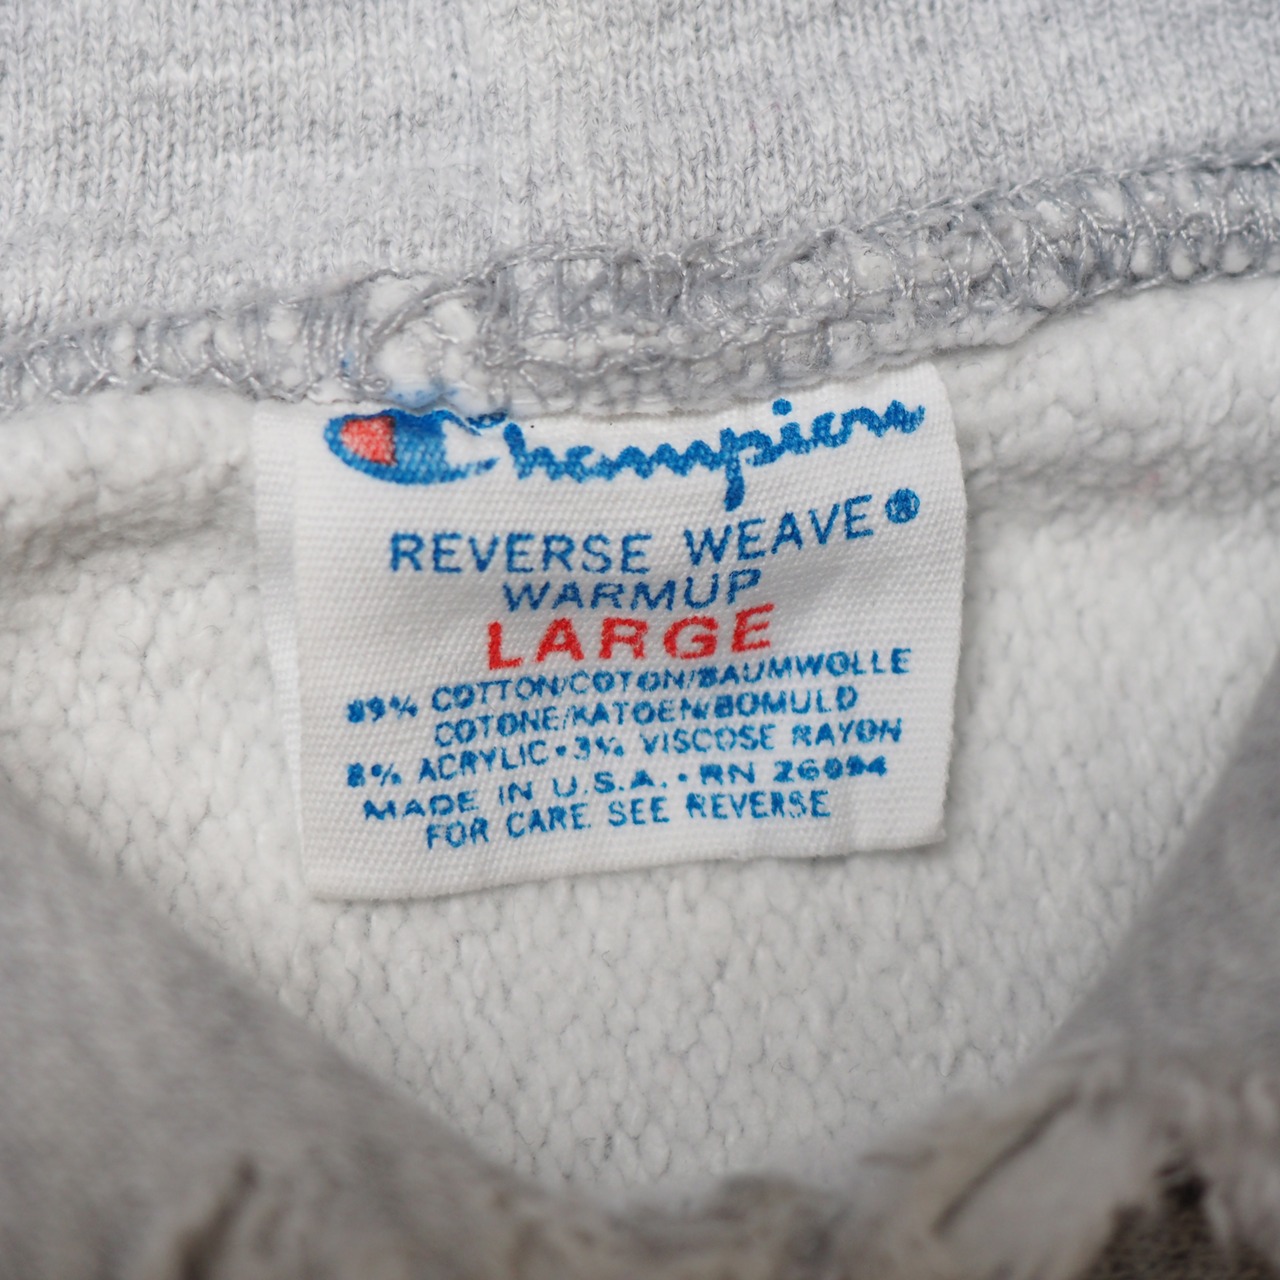 Champion
REVERSE WEAVE®
WARMUP
LARGE
89% COTTON/COTON/BAUMWOLLE
COTONE/KATOEN/BOMULD
8% ACRYLIC•3% VISCOSE RAYON
MADE IN U.S.A.•RN 26094
FOR CARE SEE REVERSE